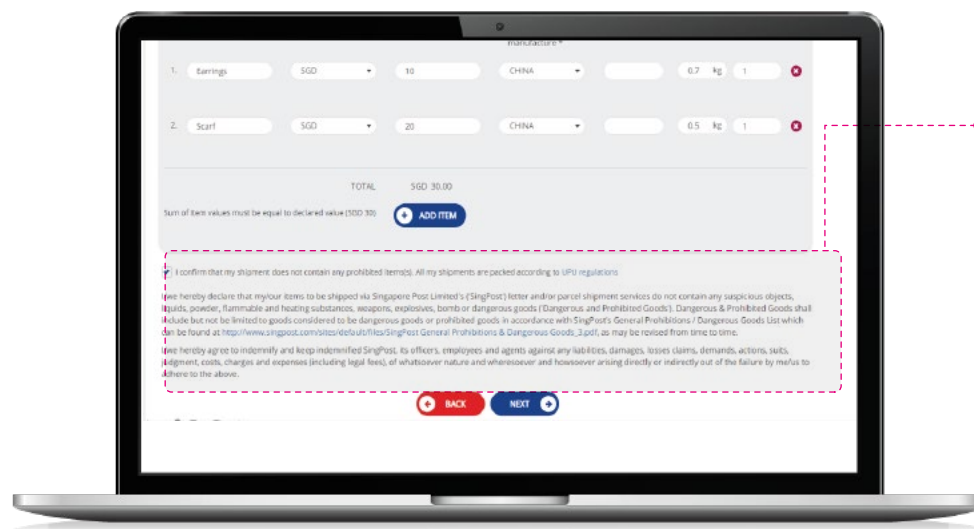 manufacture *
1. Earrings SGD 10 CHINA 0.7 kg 1
2. Scarf SGD 20 CHINA 0.5 kg 1
TOTAL SGD 30.00
Sum of item values must be equal to declared value (SGD 30) ADD ITEM
I confirm that my shipment does not contain any prohibited items(s). All my shipments are packed according to UPU regulations
I/we hereby declare that my/our items to be shipped via Singapore Post Limited's ('SingPost') letter and/or parcel shipment services do not contain any suspicious objects,
liquids, powder, flammable and heating substances, weapons, explosives, bomb or dangerous goods ('Dangerous and Prohibited Goods'). Dangerous & Prohibited Goods shall
include but not be limited to goods considered to be dangerous goods or prohibited goods in accordance with SingPost's General Prohibitions / Dangerous Goods List which
can be found at http://www.singpost.com/sites/default/files/SingPost General Prohibitions & Dangerous Goods_3.pdf, as may be revised from time to time.
I/we hereby agree to indemnify and keep indemnified SingPost, its officers, employees and agents against any liabilities, damages, losses claims, demands, actions, suits,
judgment, costs, charges and expenses (including legal fees), of whatsoever nature and wheresoever and howsoever arising directly or indirectly out of the failure by me/us to
adhere to the above.
BACK NEXT